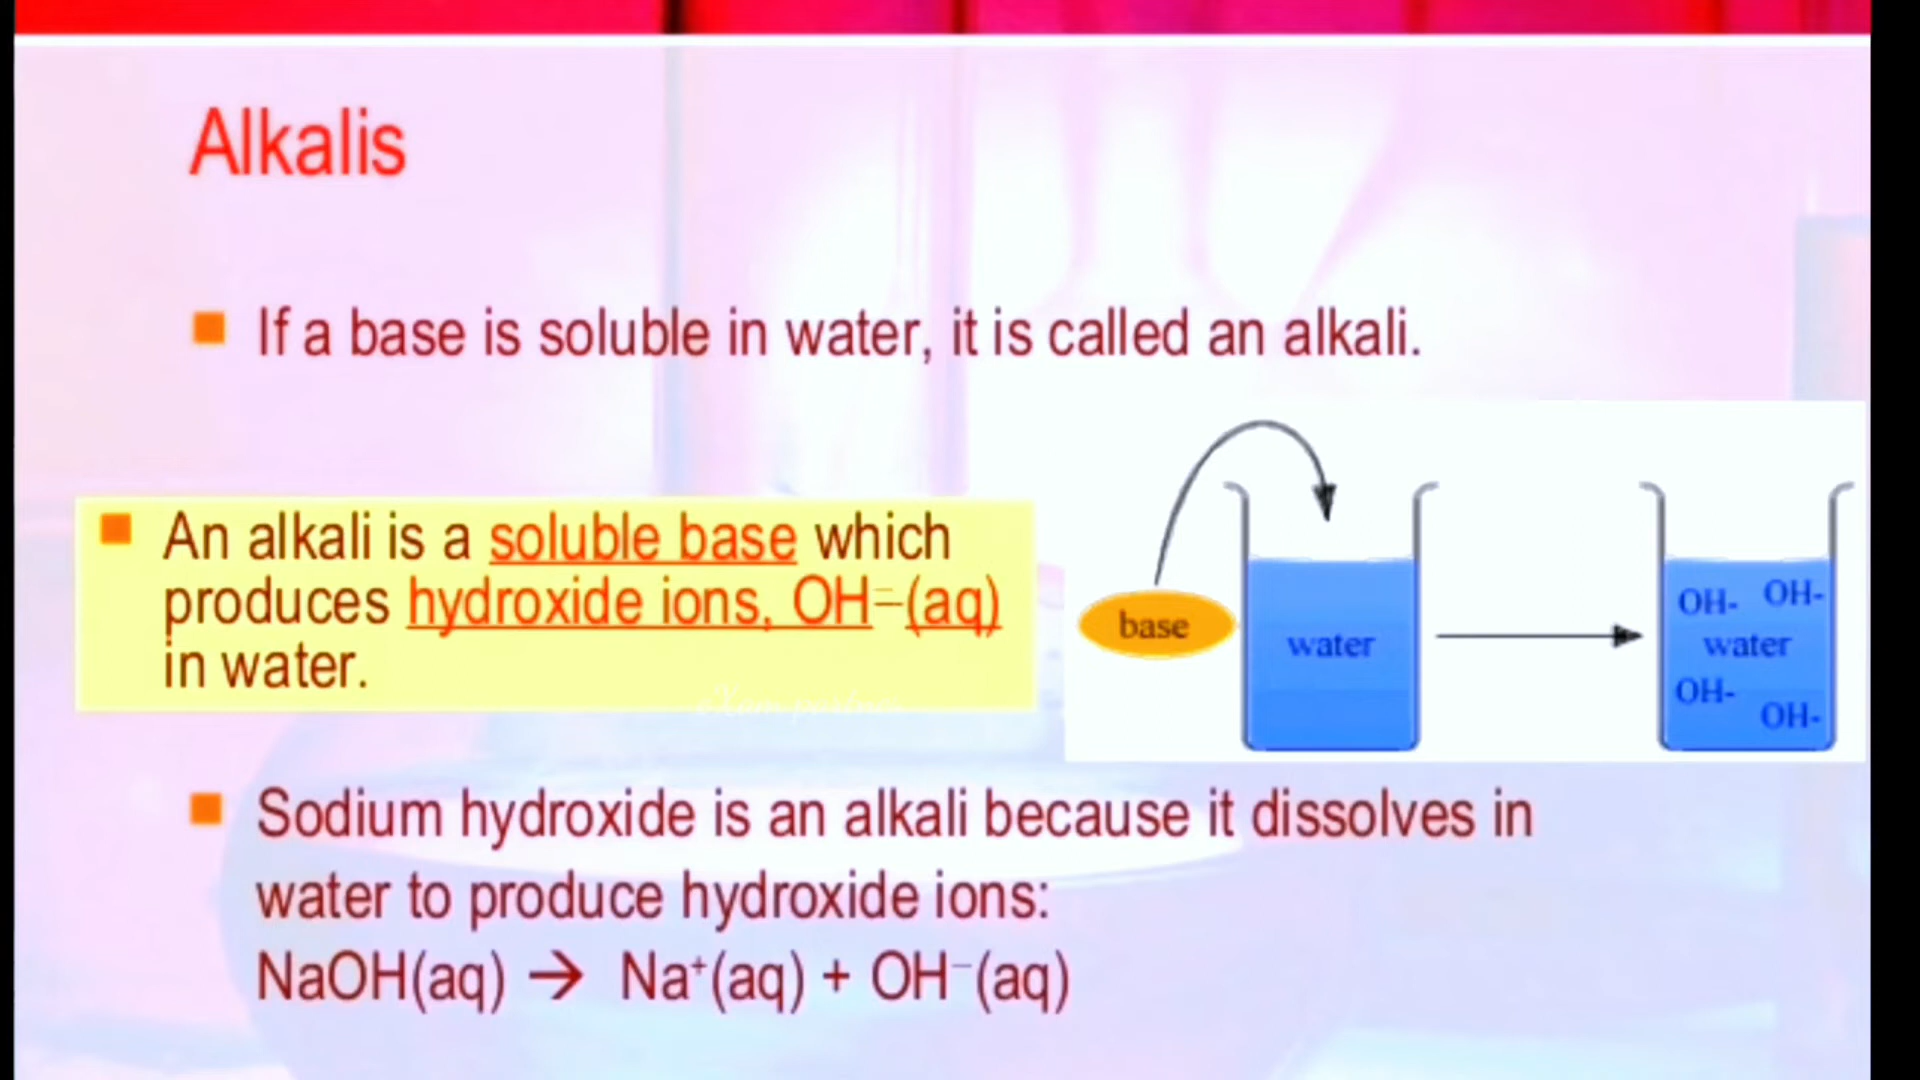 Alkalis
If a base is soluble in water, it is called an alkali.
An alkali is a soluble base which
produces hydroxide ions, OH–(aq)
in water.
base
water
OH- OH-
water
OH-
OH-
Sodium hydroxide is an alkali because it dissolves in
water to produce hydroxide ions:
NaOH(aq) → Na⁺(aq) + OH⁻(aq)
eXam partner